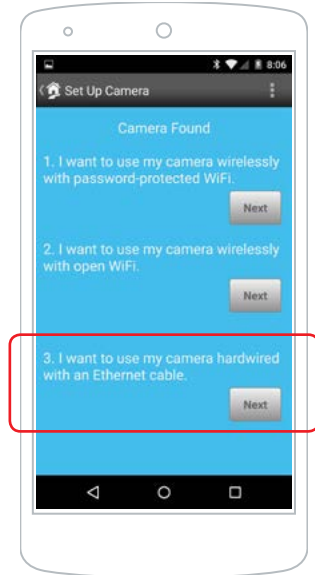 8:06
Set Up Camera
Camera Found
1. I want to use my camera wirelessly
with password-protected WiFi.
Next
2. I want to use my camera wirelessly
with open WiFi.
Next
3. I want to use my camera hardwired
with an Ethernet cable.
Next